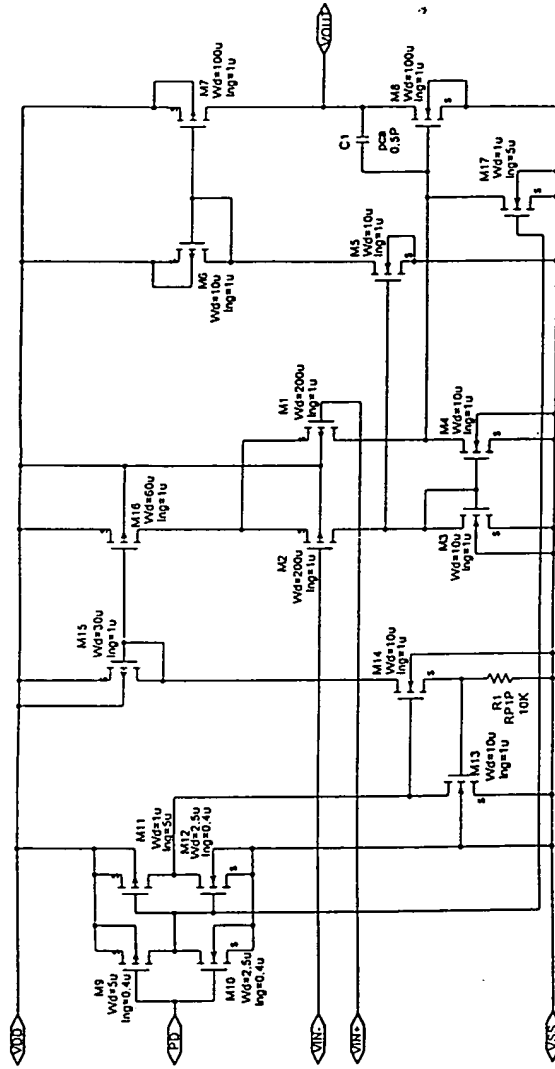 VDD
PD
VIN-
VIN+
VSS
VOUT
M9
Wd=5u
lng=0.4u
M10
Wd=2.5u
lng=0.4u
M11
Wd=1u
lng=5u
M12
Wd=2.5u
lng=0.4u
M13
Wd=10u
lng=1u
M14
Wd=10u
lng=1u
R1
RP1P
10K
M15
Wd=30u
lng=1u
M16
Wd=60u
lng=1u
M2
Wd=200u
lng=1u
M1
Wd=200u
lng=1u
M3
Wd=10u
lng=1u
M4
Wd=10u
lng=1u
M6
Wd=10u
lng=1u
M5
Wd=10u
lng=1u
M7
Wd=100u
lng=1u
C1
pca
0.5P
M8
Wd=100u
lng=1u
M17
Wd=1u
lng=5u
s
s
s
s
s
s
s
s
s
s
s
s